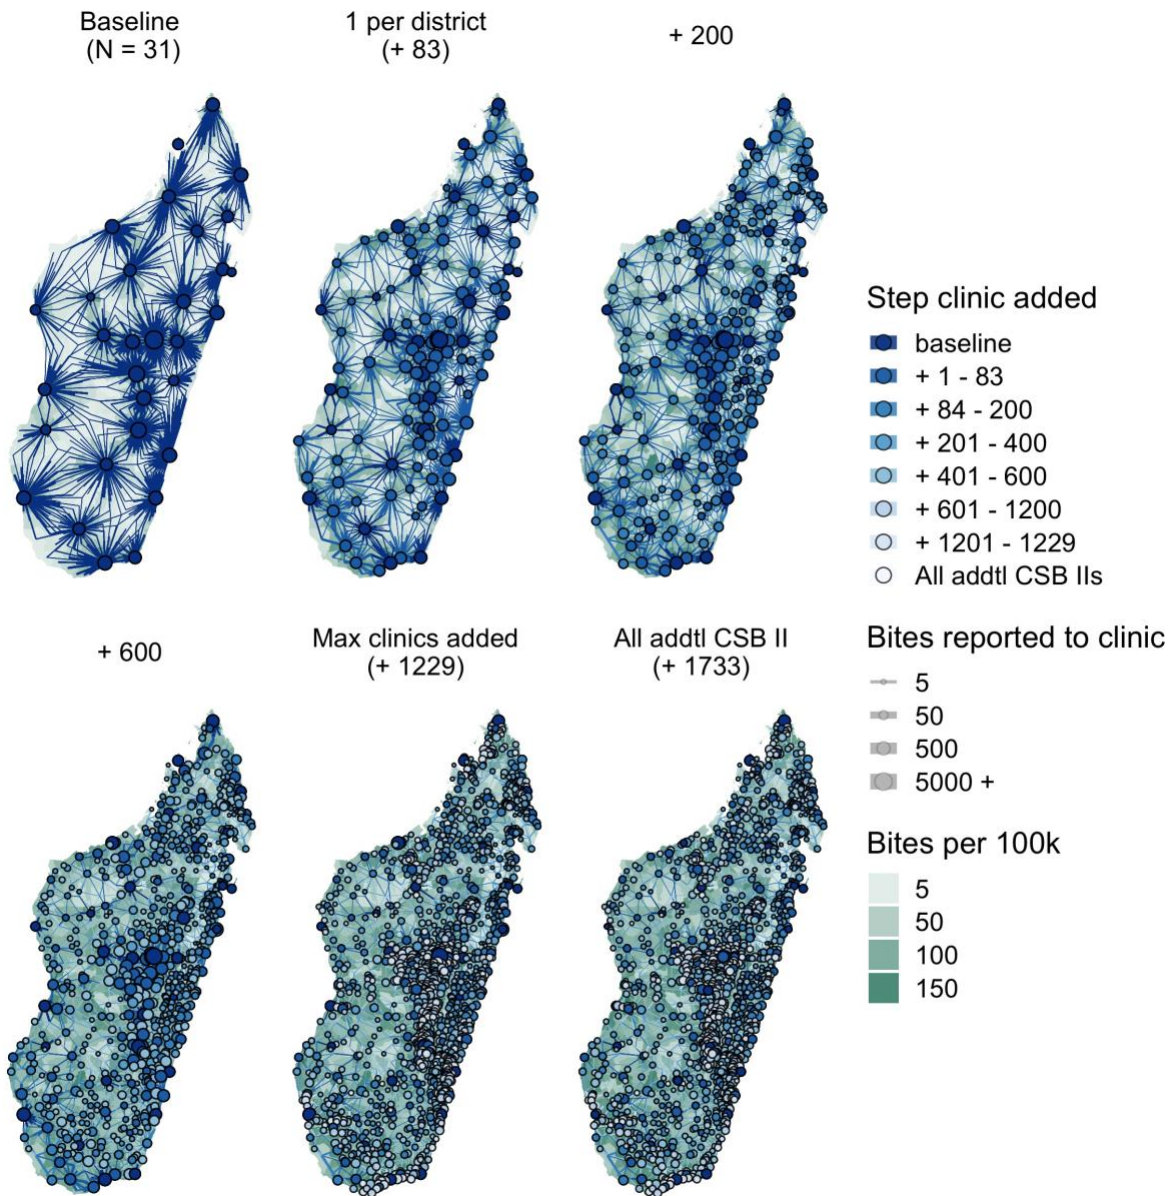 Baseline
(N = 31)
1 per district
(+ 83)
+ 200
Step clinic added
baseline
+ 1 - 83
+ 84 - 200
+ 201 - 400
+ 401 - 600
+ 601 - 1200
+ 1201 - 1229
All addtl CSB IIs
+ 600
Max clinics added
(+ 1229)
All addtl CSB II
(+ 1733)
Bites reported to clinic
5
50
500
5000 +
Bites per 100k
5
50
100
150